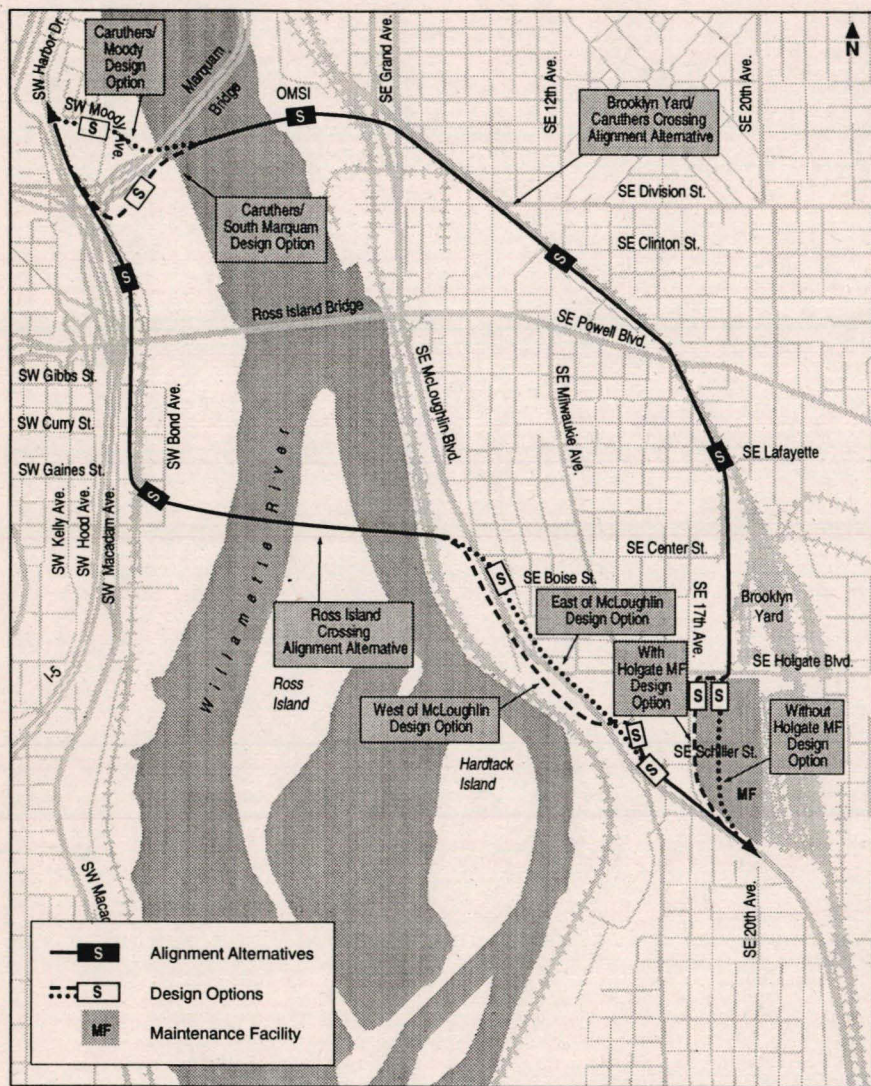 N
SW Harbor Dr.
Caruthers/
Moody
Design
Option
Marquam
Bridge
OMSI
SE Grand Ave.
SE 12th Ave.
SE 20th Ave.
Brooklyn Yard/
Caruthers Crossing
Alignment Alternative
SW Moody
Ave.
S
S
S
Caruthers/
South Marquam
Design Option
SE Division St.
SE Clinton St.
S
S
Ross Island Bridge
SE Powell Blvd.
SW Gibbs St.
SW Curry St.
SW Gaines St.
SW Bond Ave.
SE McLoughlin Blvd.
SE Milwaukie Ave.
SE Lafayette
S
S
SW Kelly Ave.
SW Hood Ave.
SW Macadam Ave.
Willamette River
SE Center St.
SE Boise St.
S
SE 17th Ave.
Brooklyn
Yard
Ross Island
Crossing
Alignment Alternative
East of McLoughlin
Design Option
With
Holgate MF
Design
Option
SE Holgate Blvd.
I-5
Ross
Island
West of McLoughlin
Design Option
S
S
Without
Holgate MF
Design
Option
SE Schiller St.
S
S
Hardtack
Island
MF
SW Macad
SE 20th Ave.
S Alignment Alternatives
S Design Options
MF Maintenance Facility